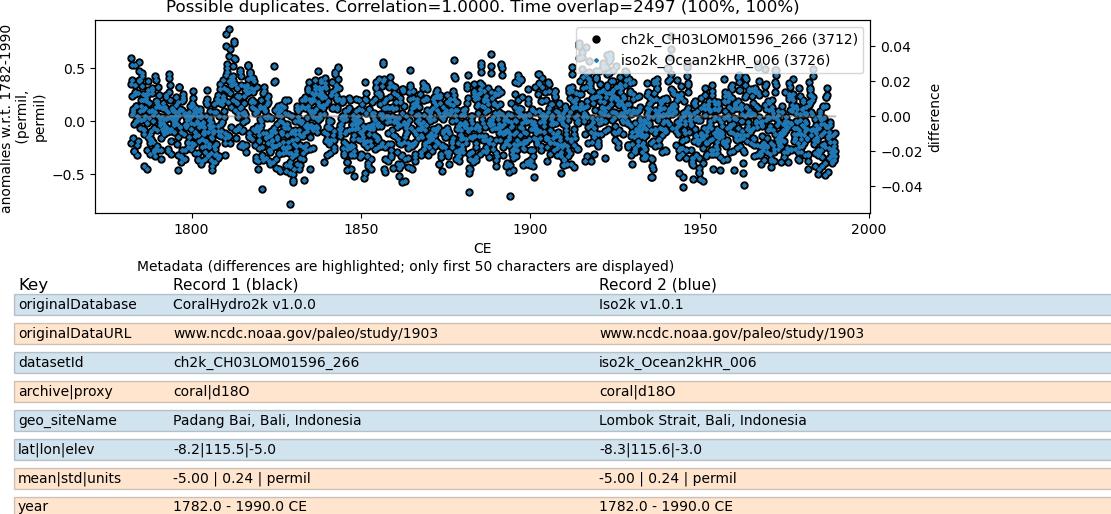 Possible duplicates. Correlation=1.0000. Time overlap=2497 (100%, 100%)
anomalies w.r.t. 1782-1990
(permil,
permil)
0.5
0.0
−0.5
ch2k_CH03LOM01596_266 (3712)
iso2k_Ocean2kHR_006 (3726)
0.04
0.02
0.00
−0.02
−0.04
difference
1800
1850
1900
1950
2000
CE
Metadata (differences are highlighted; only first 50 characters are displayed)
Key Record 1 (black) Record 2 (blue)
originalDatabase CoralHydro2k v1.0.0 Iso2k v1.0.1
originalDataURL www.ncdc.noaa.gov/paleo/study/1903 www.ncdc.noaa.gov/paleo/study/1903
datasetId ch2k_CH03LOM01596_266 iso2k_Ocean2kHR_006
archive|proxy coral|d18O coral|d18O
geo_siteName Padang Bai, Bali, Indonesia Lombok Strait, Bali, Indonesia
lat|lon|elev -8.2|115.5|-5.0 -8.3|115.6|-3.0
mean|std|units -5.00 | 0.24 | permil -5.00 | 0.24 | permil
year 1782.0 - 1990.0 CE 1782.0 - 1990.0 CE